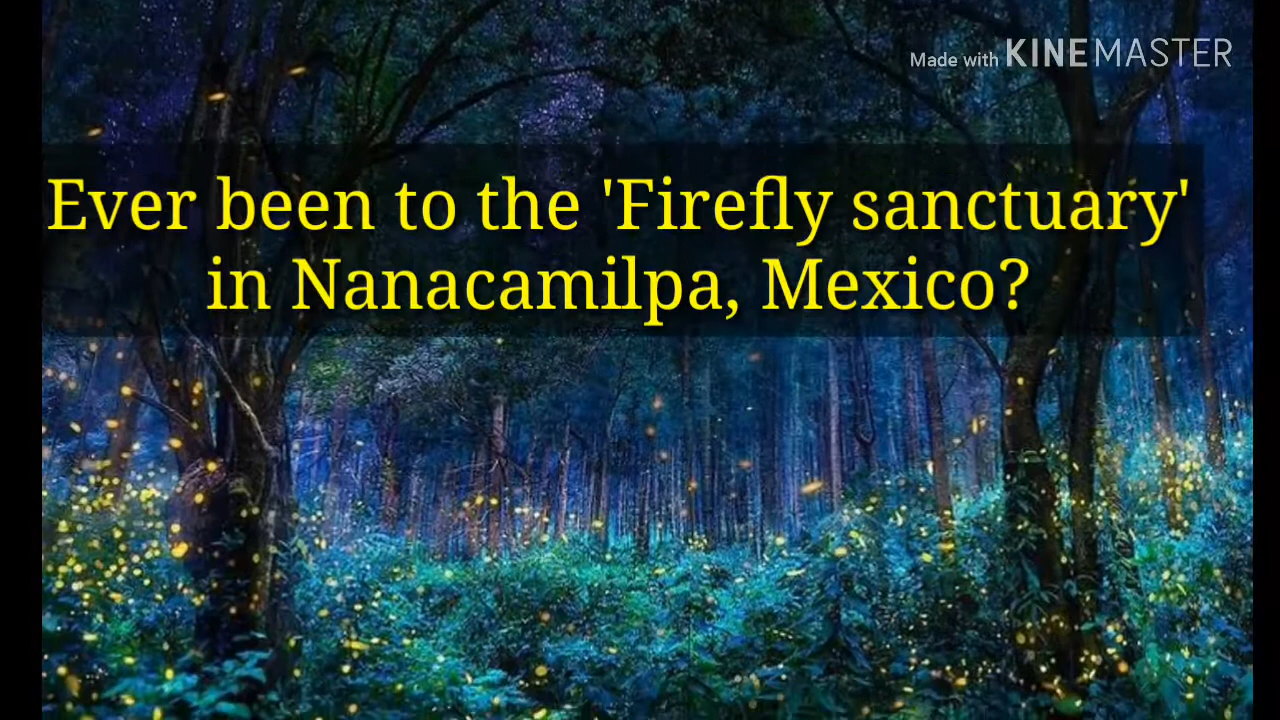 Made with KINEMASTER
Ever been to the 'Firefly sanctuary'
in Nanacamilpa, Mexico?